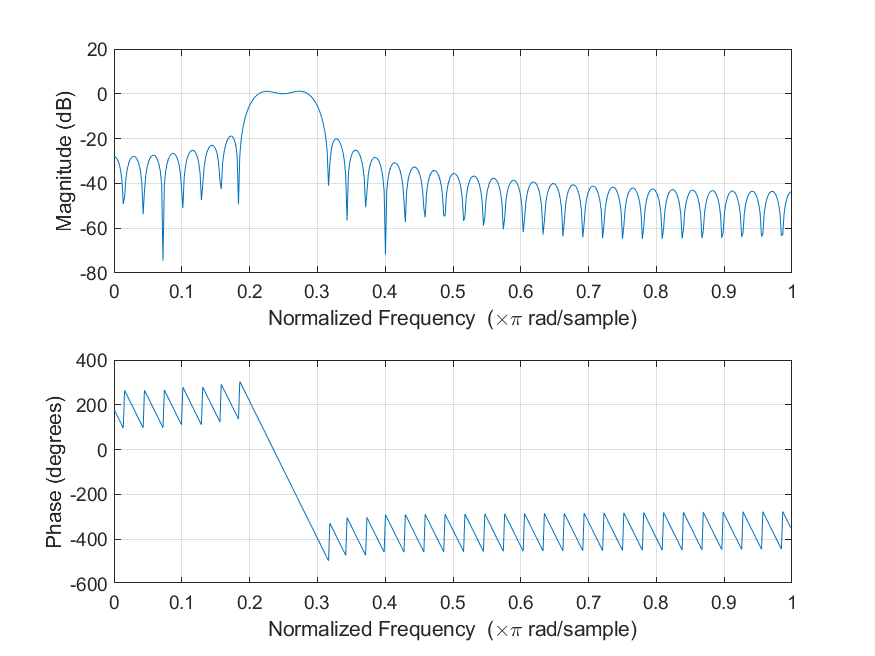 20
0
-20
-40
-60
-80
Magnitude (dB)
0 0.1 0.2 0.3 0.4 0.5 0.6 0.7 0.8 0.9 1
Normalized Frequency (×π rad/sample)
400
200
0
-200
-400
-600
Phase (degrees)
0 0.1 0.2 0.3 0.4 0.5 0.6 0.7 0.8 0.9 1
Normalized Frequency (×π rad/sample)